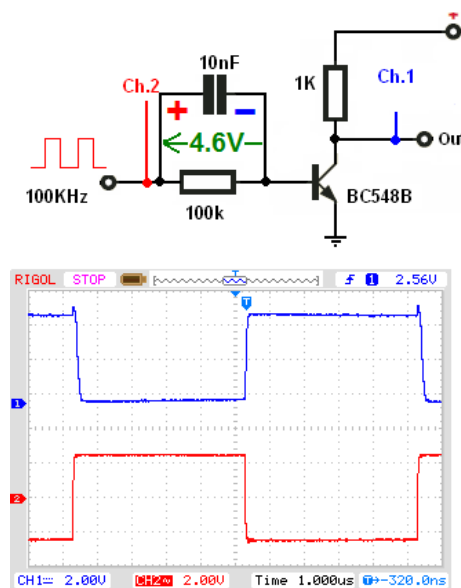 +
10nF
1K
Ch.2
Ch.1
+ −
4.6V
Out
100KHz
100k
BC548B
RIGOL STOP T F 1 2.56V
T
1
2
CH1 2.00V CH2~ 2.00V Time 1.000us T→-320.0ns